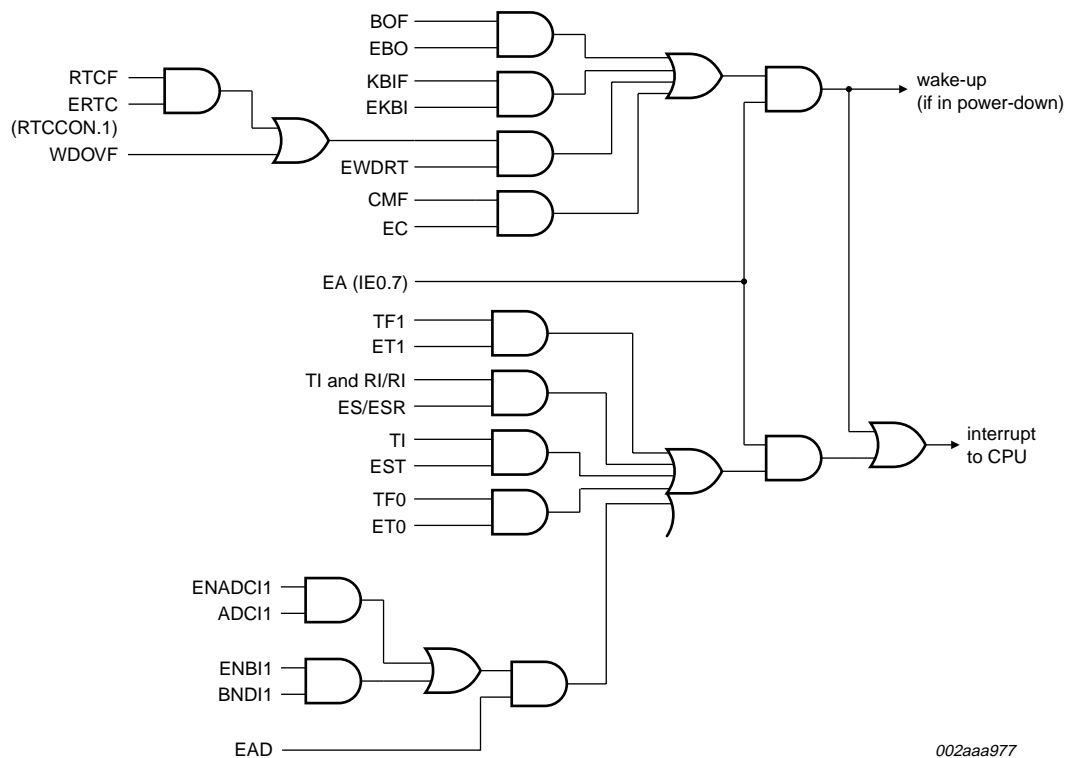 BOF
EBO
RTCF
ERTC
(RTCCON.1)
WDOVF
KBIF
EKBI
EWDRT
CMF
EC
wake-up
(if in power-down)
EA (IE0.7)
TF1
ET1
TI and RI/RI
ES/ESR
TI
EST
TF0
ET0
interrupt
to CPU
ENADCI1
ADCI1
ENBI1
BNDI1
EAD
002aaa977